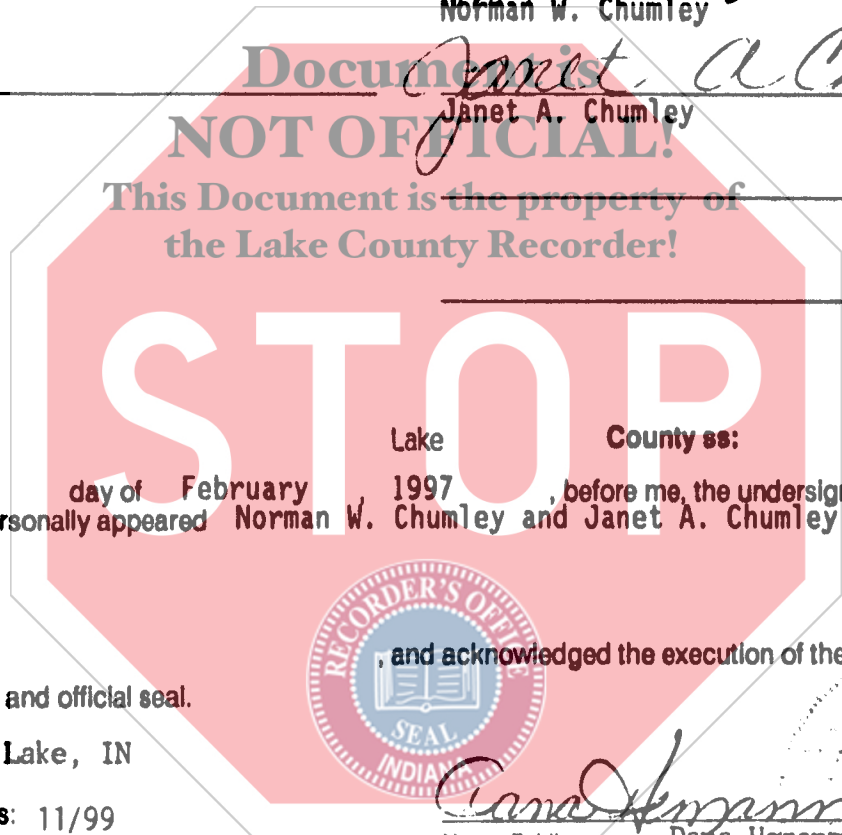 Norman W. Chumley
Document is
Janet A C
Janet A. Chumley
NOT OFFICIAL!
This Document is the property of
the Lake County Recorder!
STOP
Lake County ss:
day of February , 1997 , before me, the undersig
rsonally appeared Norman W. Chumley and Janet A. Chumley
RECORDER'S OFFICE
, and acknowledged the execution of the
and official seal.
SEAL
Lake, IN
INDIANA
s: 11/99